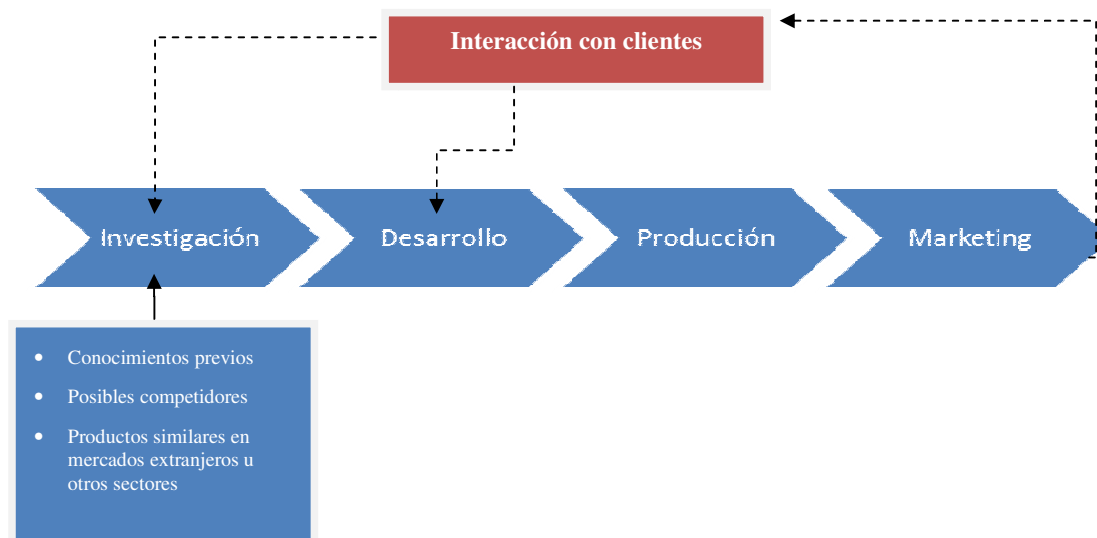 Interacción con clientes
Investigación
Desarrollo
Producción
Marketing
• Conocimientos previos
• Posibles competidores
• Productos similares en
mercados extranjeros u
otros sectores